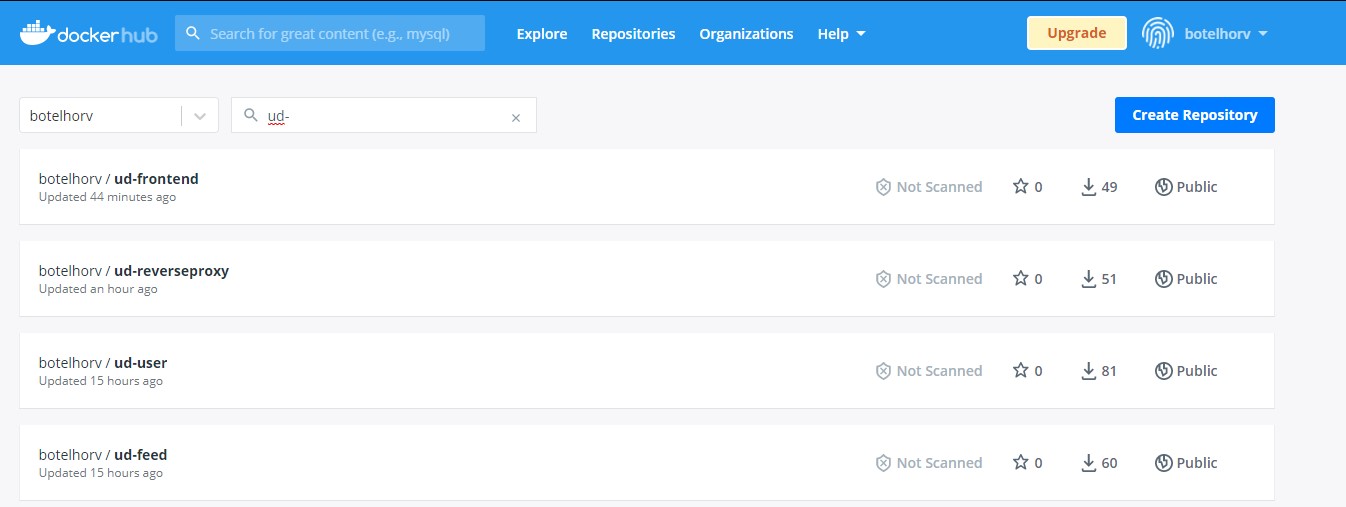 dockerhub Search for great content (e.g., mysql) Explore Repositories Organizations Help Upgrade botelhorv
botelhorv ud- Create Repository
botelhorv / ud-frontend
Updated 44 minutes ago
Not Scanned 0 49 Public
botelhorv / ud-reverseproxy
Updated an hour ago
Not Scanned 0 51 Public
botelhorv / ud-user
Updated 15 hours ago
Not Scanned 0 81 Public
botelhorv / ud-feed
Updated 15 hours ago
Not Scanned 0 60 Public